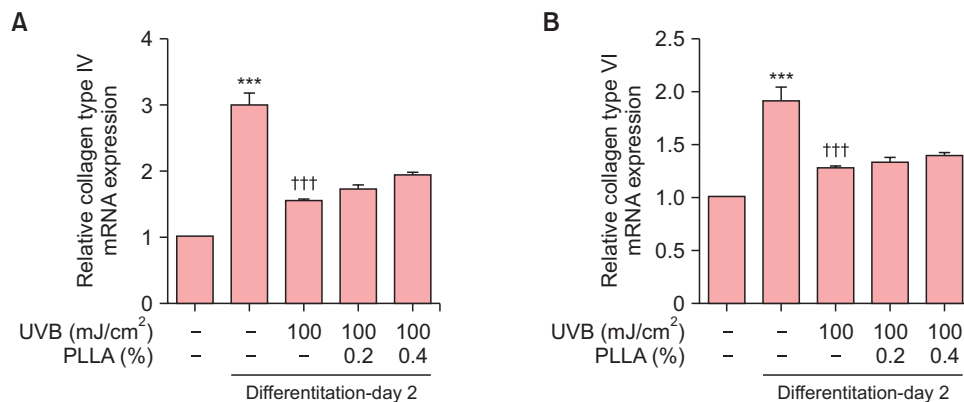 A
Relative collagen type IV
mRNA expression
4
3
2
1
0
***
†††
UVB (mJ/cm²) – – 100 100 100
PLLA (%) – – – 0.2 0.4
Differentitation-day 2
B
Relative collagen type VI
mRNA expression
2.5
2.0
1.5
1.0
0.5
0
***
†††
UVB (mJ/cm²) – – 100 100 100
PLLA (%) – – – 0.2 0.4
Differentitation-day 2